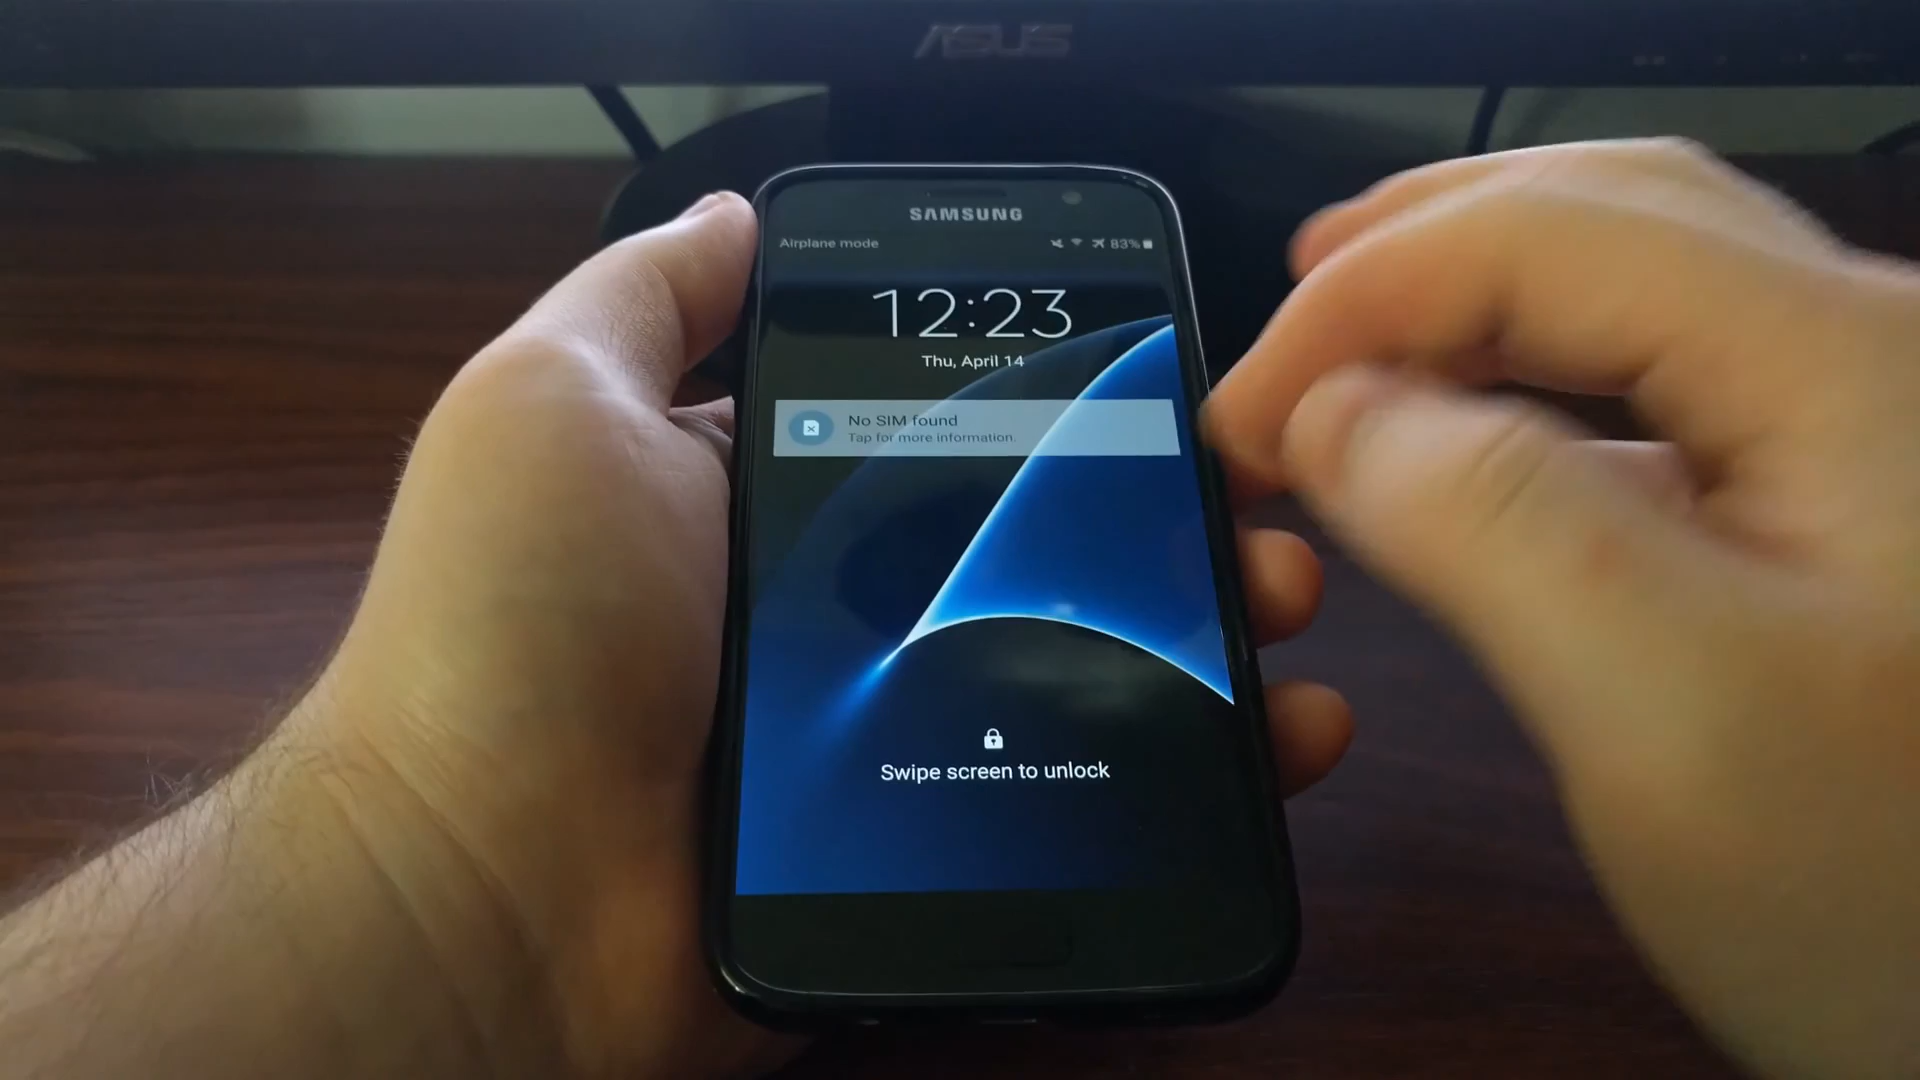 ASUS
SAMSUNG
Airplane mode 83%
12:23
Thu, April 14
No SIM found
Tap for more information.
Swipe screen to unlock